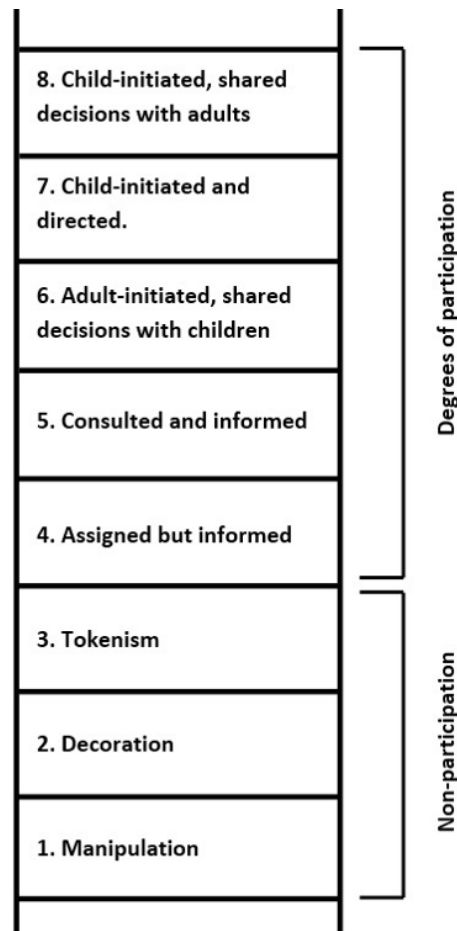 8. Child-initiated, shared
decisions with adults
7. Child-initiated and
directed.
6. Adult-initiated, shared
decisions with children
5. Consulted and informed
4. Assigned but informed
3. Tokenism
2. Decoration
1. Manipulation
Degrees of participation
Non-participation